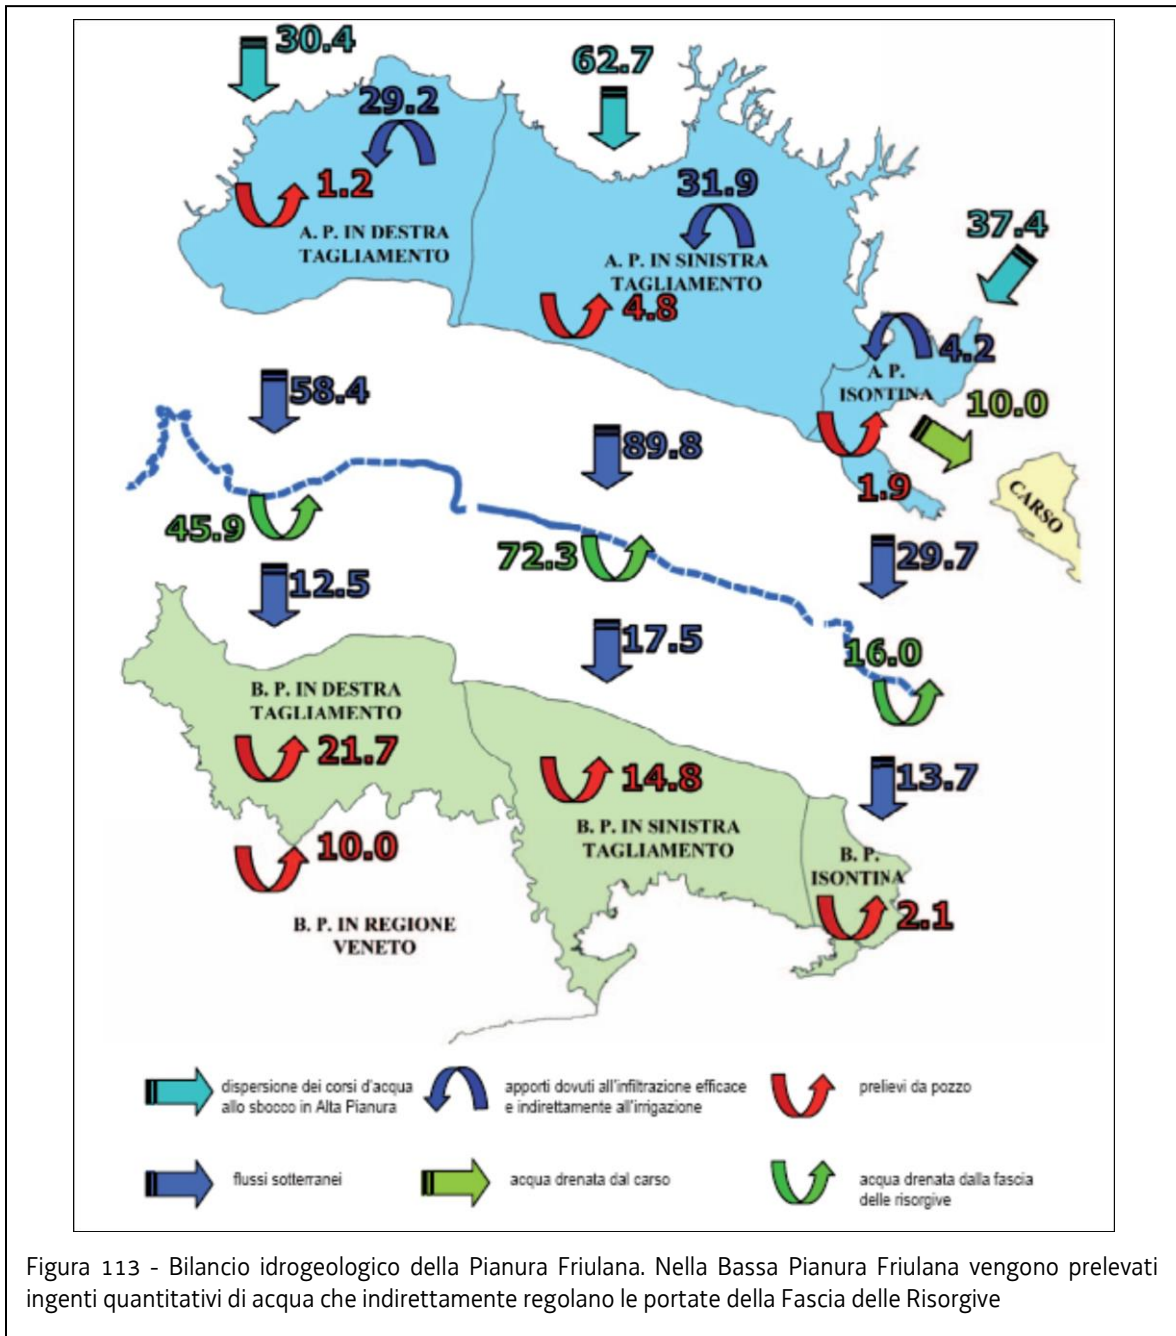 30.4
62.7
29.2
1.2
31.9
A. P. IN DESTRA
TAGLIAMENTO
37.4
A. P. IN SINISTRA
TAGLIAMENTO
4.8
4.2
A. P.
ISONTINA
10.0
58.4
89.8
1.9
CARSO
45.9
72.3
29.7
12.5
17.5
16.0
B. P. IN DESTRA
TAGLIAMENTO
21.7
14.8
13.7
B. P. IN SINISTRA
TAGLIAMENTO
10.0
B. P.
ISONTINA
2.1
B. P. IN REGIONE
VENETO
dispersione dei corsi d'acqua
allo sbocco in Alta Pianura
apporti dovuti all'infiltrazione efficace
e indirettamente all'irrigazione
prelievi da pozzo
flussi sotterranei
acqua drenata dal carso
acqua drenata dalla fascia
delle risorgive
Figura 113 - Bilancio idrogeologico della Pianura Friulana. Nella Bassa Pianura Friulana vengono prelevati
ingenti quantitativi di acqua che indirettamente regolano le portate della Fascia delle Risorgive